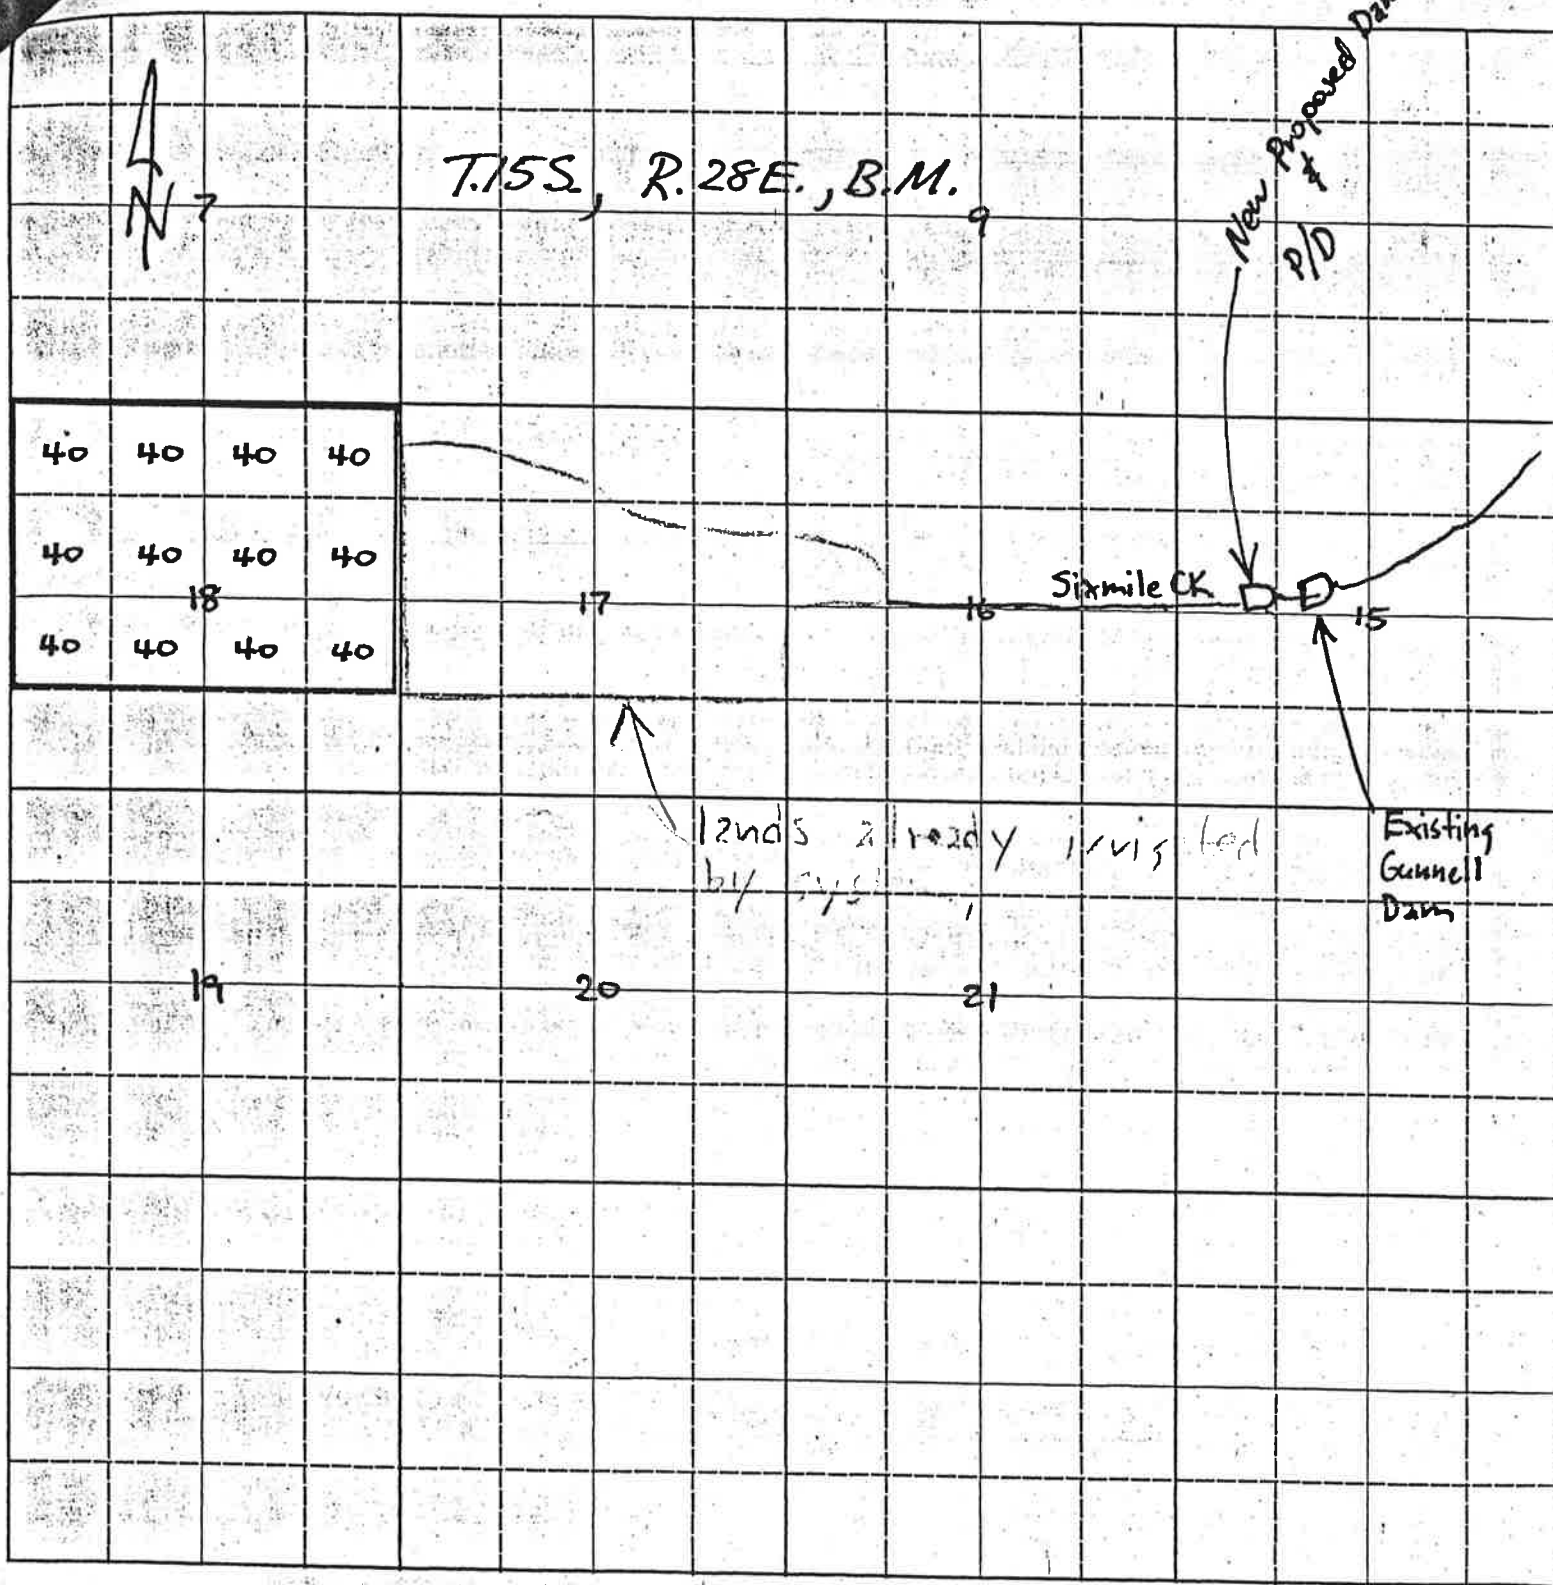 New Proposed Dam
&
P/D
N
7
T.15S., R.28E., B.M.
9
40 40 40 40
40 40 40 40
18
17
Sixmile CK
16
15
40 40 40 40
lands already irrigated
by
Existing
Gunnell
Dam
19
20
21